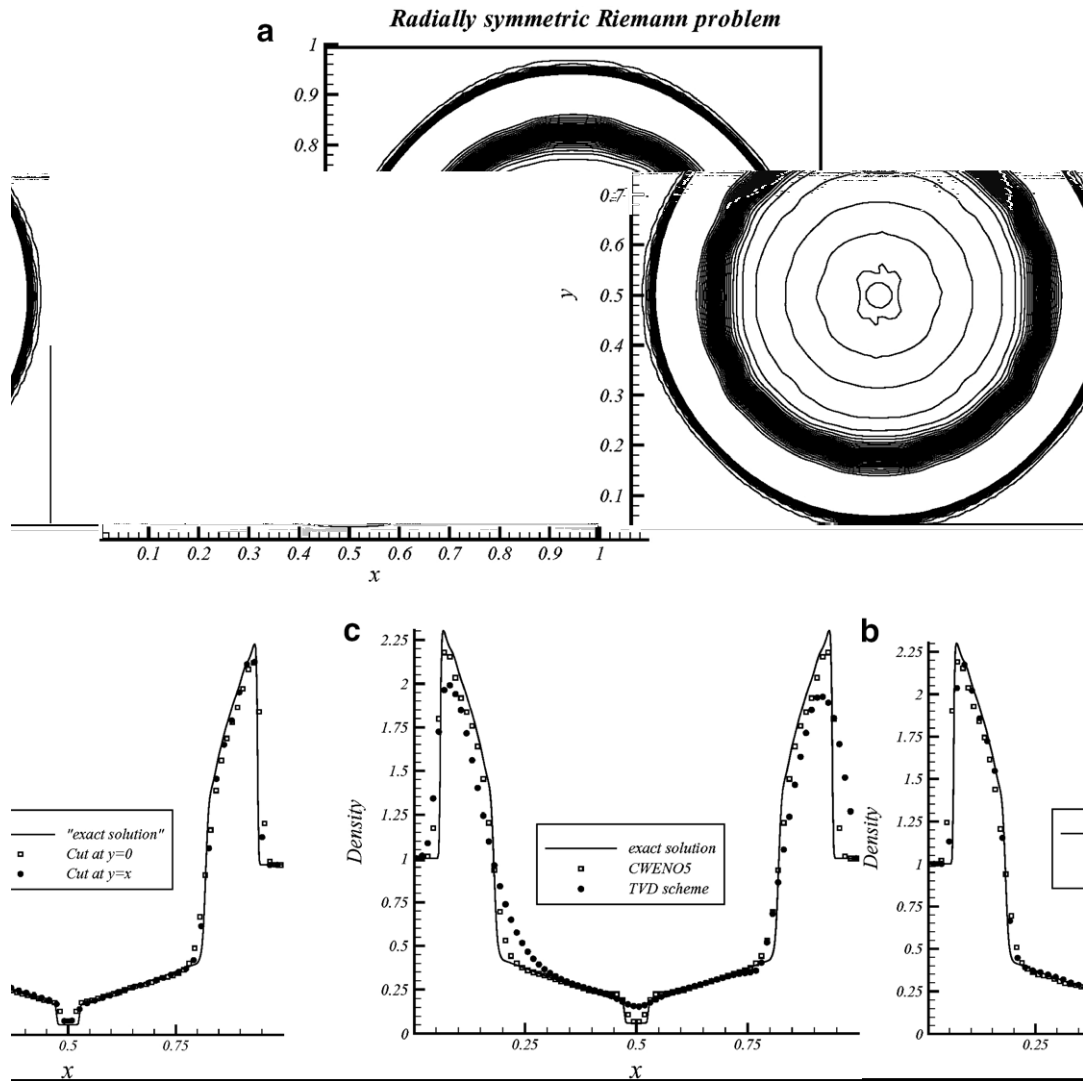 Radially symmetric Riemann problem
a
1
0.9
0.8
0.7
0.6
0.5
0.4
0.3
0.2
0.1
y
0.1 0.2 0.3 0.4 0.5 0.6 0.7 0.8 0.9 1
x
"exact solution"
Cut at y=0
Cut at y=x
0.5 0.75
x
c
2.25
2
1.75
1.5
1.25
1
0.75
0.5
0.25
0
Density
exact solution
CWENO5
TVD scheme
0.25 0.5 0.75
x
b
2.25
2
1.75
1.5
1.25
1
0.75
0.5
0.25
0
Density
0.25